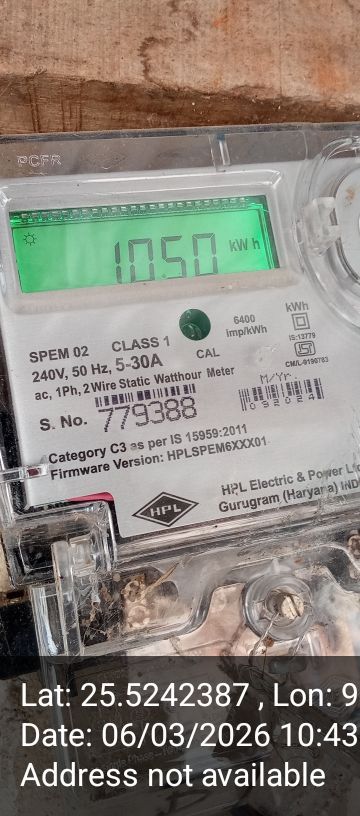 PCFR
1050 kWh
kWh
6400
imp/kWh
IS:13779
CM/L-9196783
SPEM 02 CLASS 1
CAL
240V, 50 Hz, 5-30A
ac, 1Ph, 2 Wire Static Watthour Meter
M/Yr.
S. No. 779388
092024
Category C3 as per IS 15959:2011
Firmware Version: HPLSPEM6XXX01
HPL
HPL Electric & Power Lt
Gurugram (Haryana) IND
Lat: 25.5242387 , Lon: 9
Date: 06/03/2026 10:43
Address not available